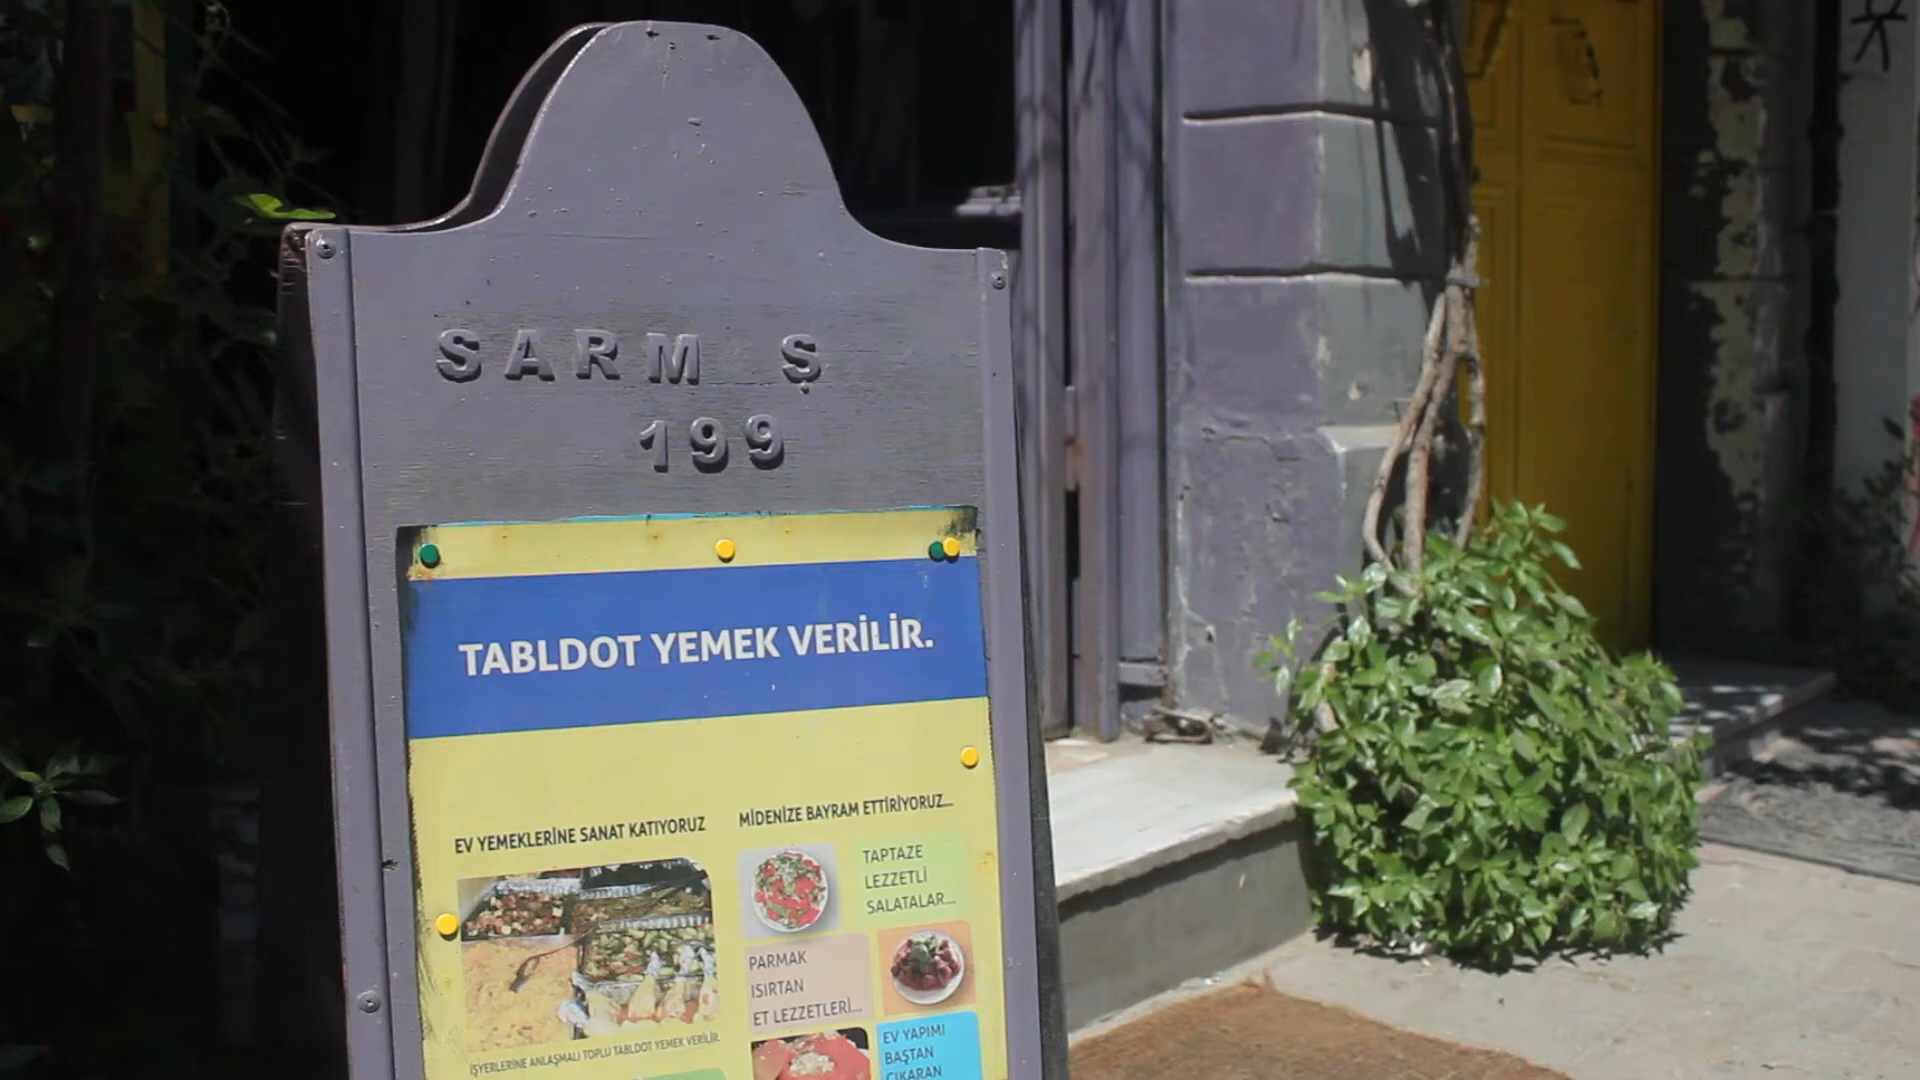 SARM Ş
199
TABLDOT YEMEK VERİLİR.
EV YEMEKLERİNE SANAT KATIYORUZ
İŞYERLERİNE ANLAŞMALI TOPLU TABLDOT YEMEK VERİLİR.
MİDENİZE BAYRAM ETTİRİYORUZ...
TAPTAZE
LEZZETLİ
SALATALAR...
PARMAK
ISIRTAN
ET LEZZETLERİ...
EV YAPIMI
BAŞTAN
ÇIKARAN